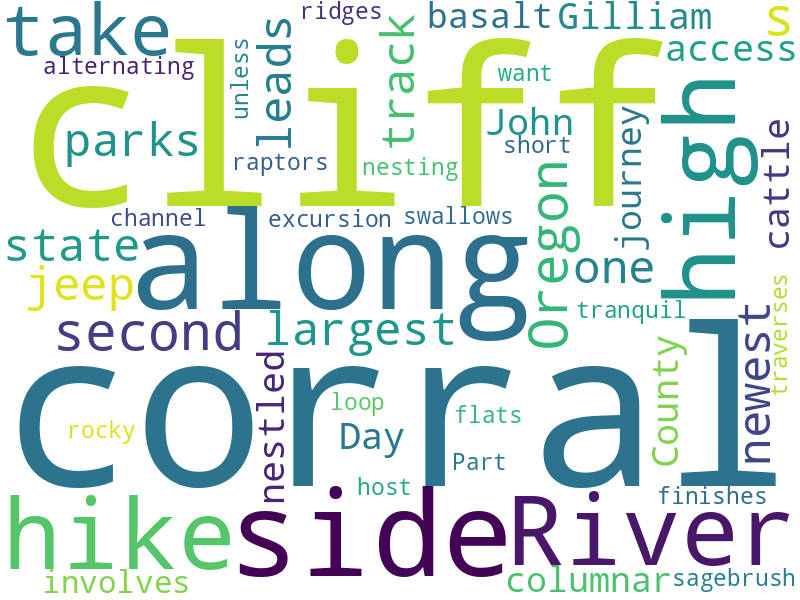 take
cliff
alternating
unless
leads
ridges
track
basalt
Gilliam
s
access
want
John
short
high
parks
raptors
nesting
journey
cattle
channel
excursion
swallows
Oregon
state
along
one
jeep
tranquil
traverses
second
largest
newest
corral
nestled
loop
County
rocky
Day
flats
Part
host
finishes
hike
side
River
involves
columnar
sagebrush